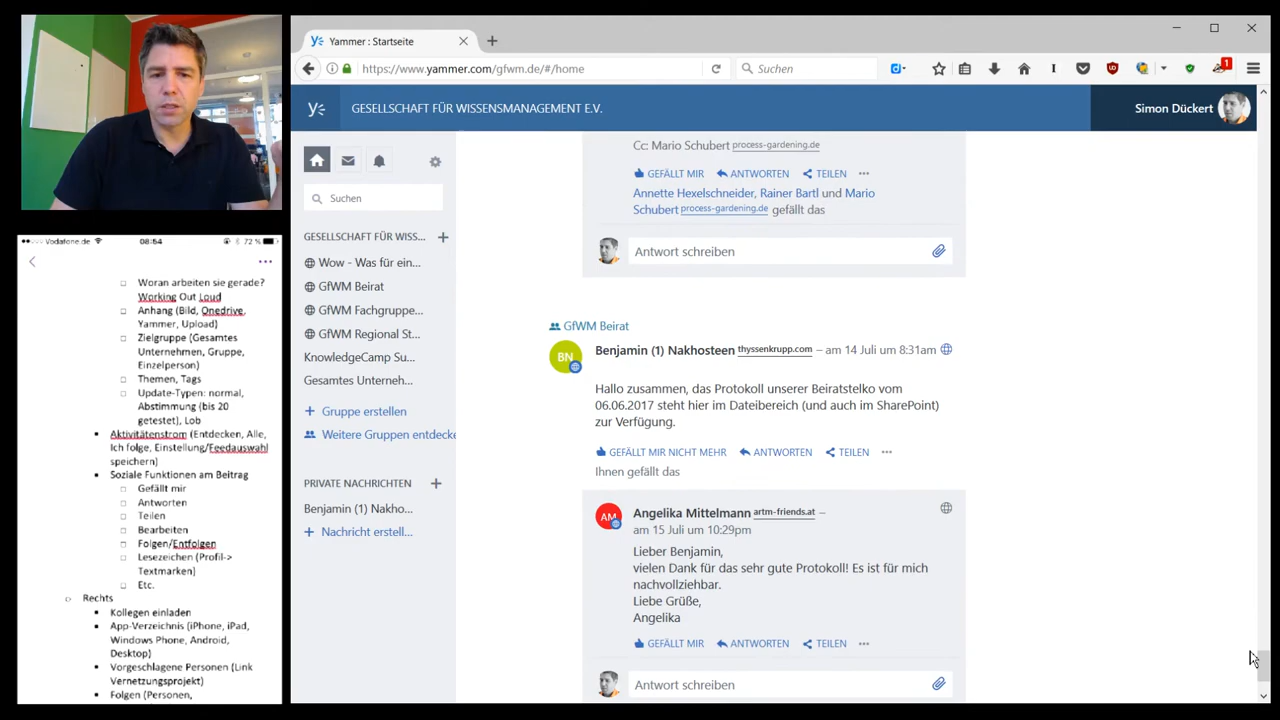 Vodafone.de 08:54 72 %
□ Woran arbeiten sie gerade?
Working Out Loud
□ Anhang (Bild, Onedrive,
Yammer, Upload)
□ Zielgruppe (Gesamtes
Unternehmen, Gruppe,
Einzelperson)
□ Themen, Tags
□ Update-Typen: normal,
Abstimmung (bis 20
getestet), Lob
• Aktivitätenstrom (Entdecken, Alle,
Ich folge, Einstellung/Feedauswahl
speichern)
• Soziale Funktionen am Beitrag
□ Gefällt mir
□ Antworten
□ Teilen
□ Bearbeiten
□ Folgen/Entfolgen
□ Lesezeichen (Profil->
Textmarken)
□ Etc.
○ Rechts
• Kollegen einladen
• App-Verzeichnis (iPhone, iPad,
Windows Phone, Android,
Desktop)
• Vorgeschlagene Personen (Link
Vernetzungsprojekt)
• Folgen (Personen,
Yammer : Startseite
https://www.yammer.com/gfwm.de/#/home
Suchen
1
GESELLSCHAFT FÜR WISSENSMANAGEMENT E.V.
Simon Dückert
Suchen
GESELLSCHAFT FÜR WISS...
Wow - Was für ein...
GfWM Beirat
GfWM Fachgruppe...
GfWM Regional St...
KnowledgeCamp Su...
Gesamtes Unterneh...
+ Gruppe erstellen
Weitere Gruppen entdecke
PRIVATE NACHRICHTEN
Benjamin (1) Nakho...
+ Nachricht erstell...
Cc: Mario Schubert process-gardening.de
GEFÄLLT MIR ANTWORTEN TEILEN •••
Annette Hexelschneider, Rainer Bartl und Mario
Schubert process-gardening.de gefällt das
Antwort schreiben
GfWM Beirat
BN
Benjamin (1) Nakhosteen thyssenkrupp.com – am 14 Juli um 8:31am
Hallo zusammen, das Protokoll unserer Beiratstelko vom
06.06.2017 steht hier im Dateibereich (und auch im SharePoint)
zur Verfügung.
GEFÄLLT MIR NICHT MEHR ANTWORTEN TEILEN •••
Ihnen gefällt das
AM
Angelika Mittelmann artm-friends.at –
am 15 Juli um 10:29pm
Lieber Benjamin,
vielen Dank für das sehr gute Protokoll! Es ist für mich
nachvollziehbar.
Liebe Grüße,
Angelika
GEFÄLLT MIR ANTWORTEN TEILEN •••
Antwort schreiben